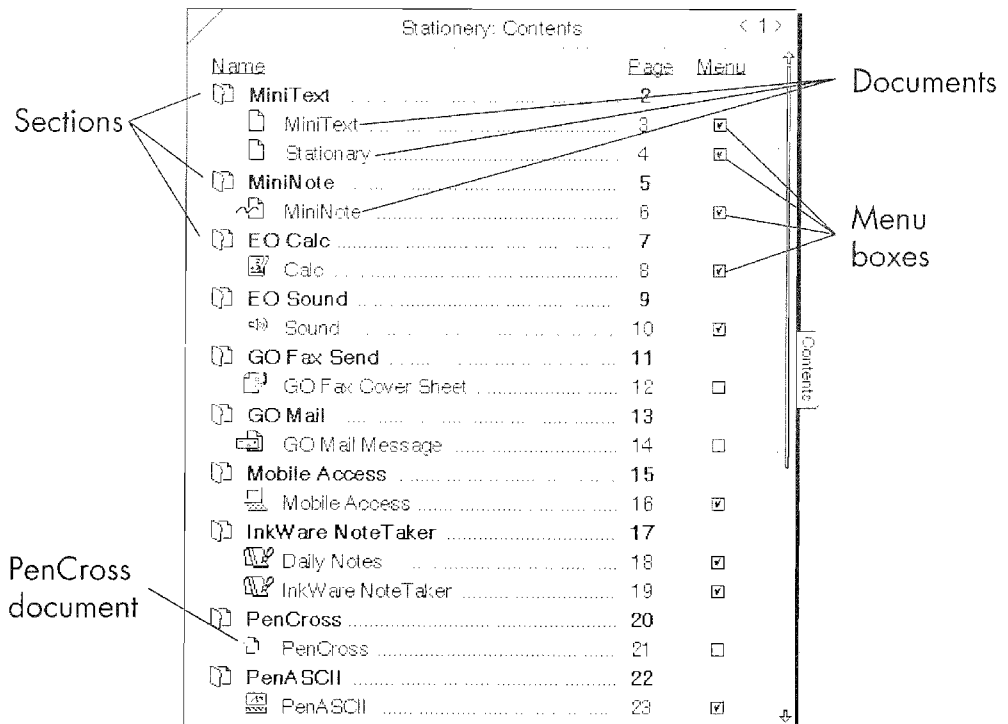 Stationery: Contents < 1 >
Name Page Menu
MiniText 2
MiniText 3
Stationary 4
MiniNote 5
MiniNote 6
EO Calc 7
Calc 8
EO Sound 9
Sound 10
GO Fax Send 11
GO Fax Cover Sheet 12
GO Mail 13
GO Mail Message 14
Mobile Access 15
Mobile Access 16
InkWare NoteTaker 17
Daily Notes 18
InkWare NoteTaker 19
PenCross 20
PenCross 21
PenASCII 22
PenASCII 23
Contents
Sections
PenCross
document
Documents
Menu
boxes